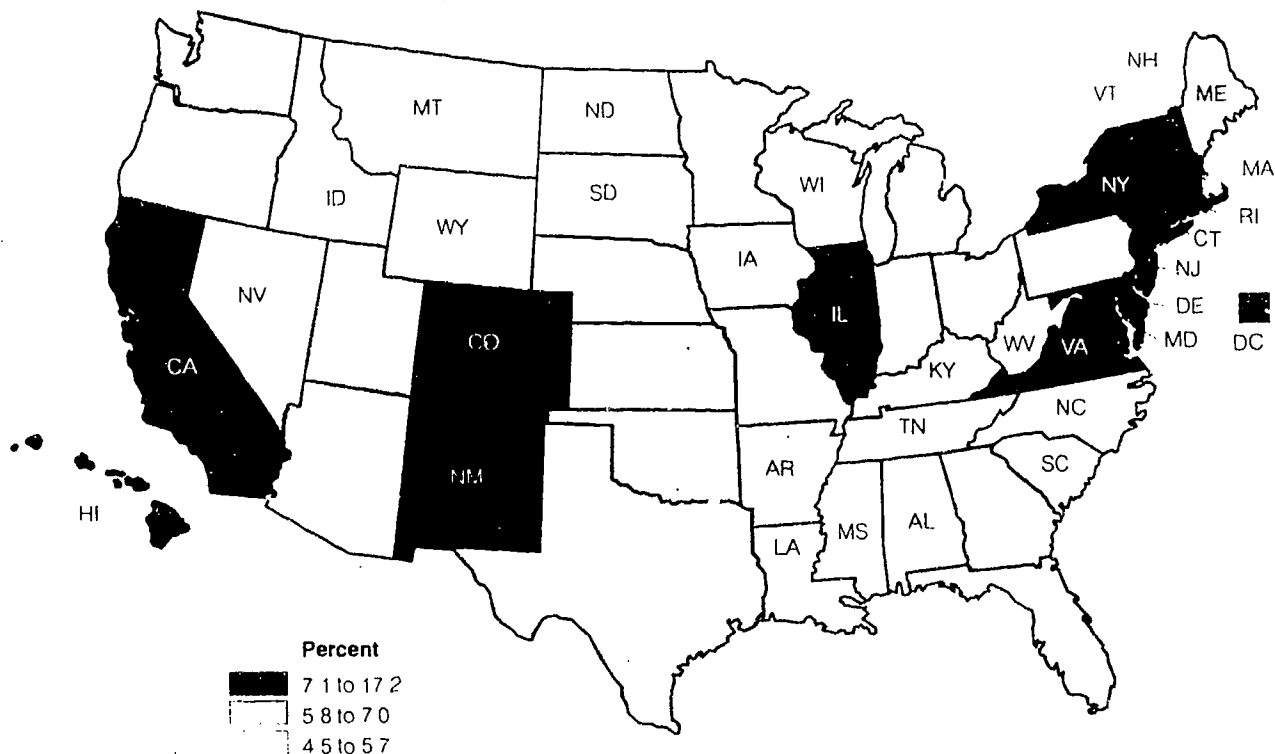 NH
VT
ME
MT
ND
MA
WI
NY
ID
SD
RI
WY
CT
IA
NJ
NV
DE
IL
CO
MD
DC
WV
VA
CA
KY
NC
TN
SC
AR
NM
HI
MS
AL
LA
Percent
7 1 to 17 2
5 8 to 7 0
4 5 to 5 7